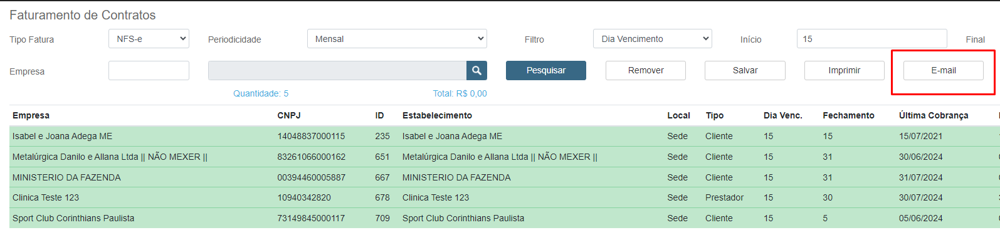 Faturamento de Contratos
Tipo Fatura NFS-e Periodicidade Mensal Filtro Dia Vencimento Início 15 Final
Empresa Pesquisar Remover Salvar Imprimir E-mail
Quantidade: 5 Total: R$ 0,00
Empresa CNPJ ID Estabelecimento Local Tipo Dia Venc. Fechamento Última Cobrança
Isabel e Joana Adega ME 14048837000115 235 Isabel e Joana Adega ME Sede Cliente 15 15 15/07/2021
Metalúrgica Danilo e Allana Ltda || NÃO MEXER || 83261066000162 651 Metalúrgica Danilo e Allana Ltda || NÃO MEXER || Sede Cliente 15 31 30/06/2024
MINISTERIO DA FAZENDA 00394460005887 667 MINISTERIO DA FAZENDA Sede Cliente 15 31 31/07/2024
Clinica Teste 123 10940342820 678 Clinica Teste 123 Sede Prestador 15 30 30/07/2024
Sport Club Corinthians Paulista 73149845000117 709 Sport Club Corinthians Paulista Sede Cliente 15 5 05/06/2024